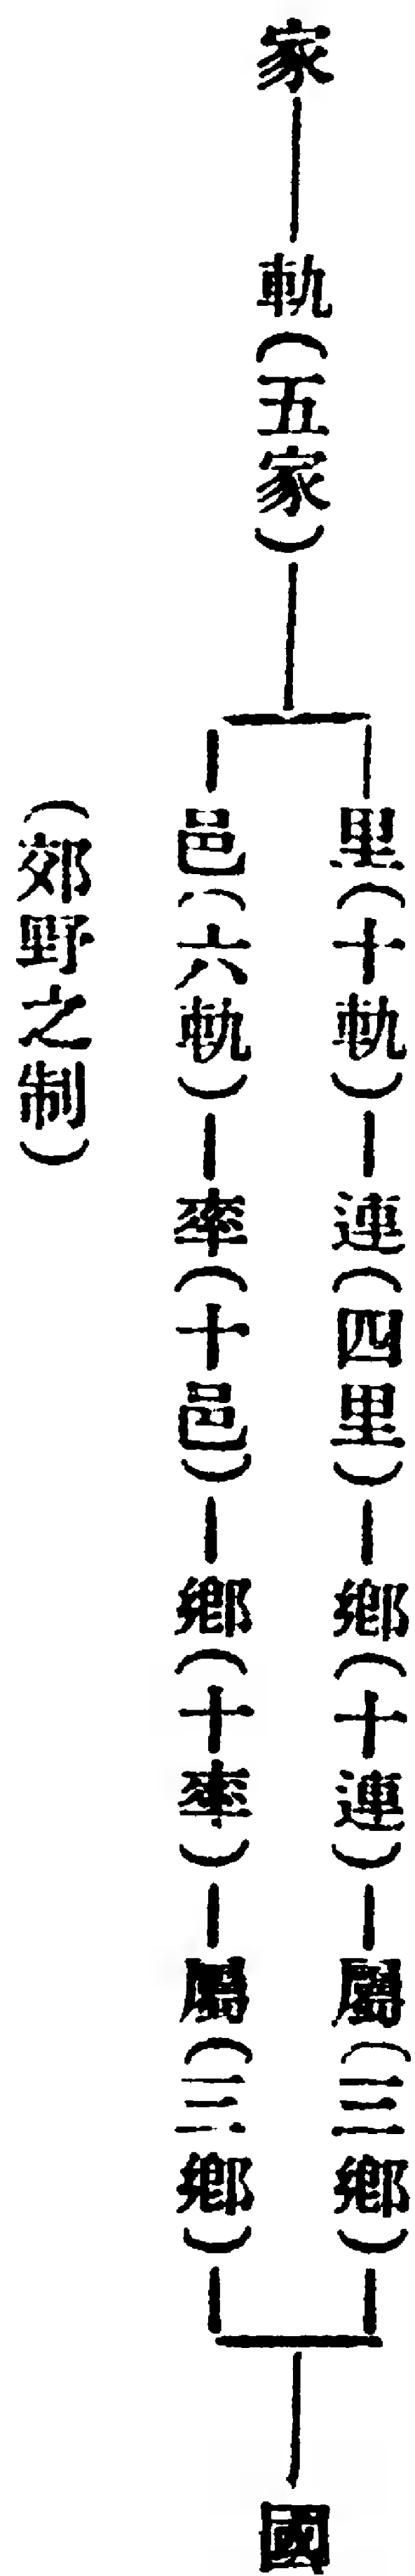 家
軌(五家)
里(十軌)
連(四里)
鄉(十連)
屬(三鄉)
邑(六軌)
率(十邑)
鄉(十率)
屬(三鄉)
國
(郊野之制)